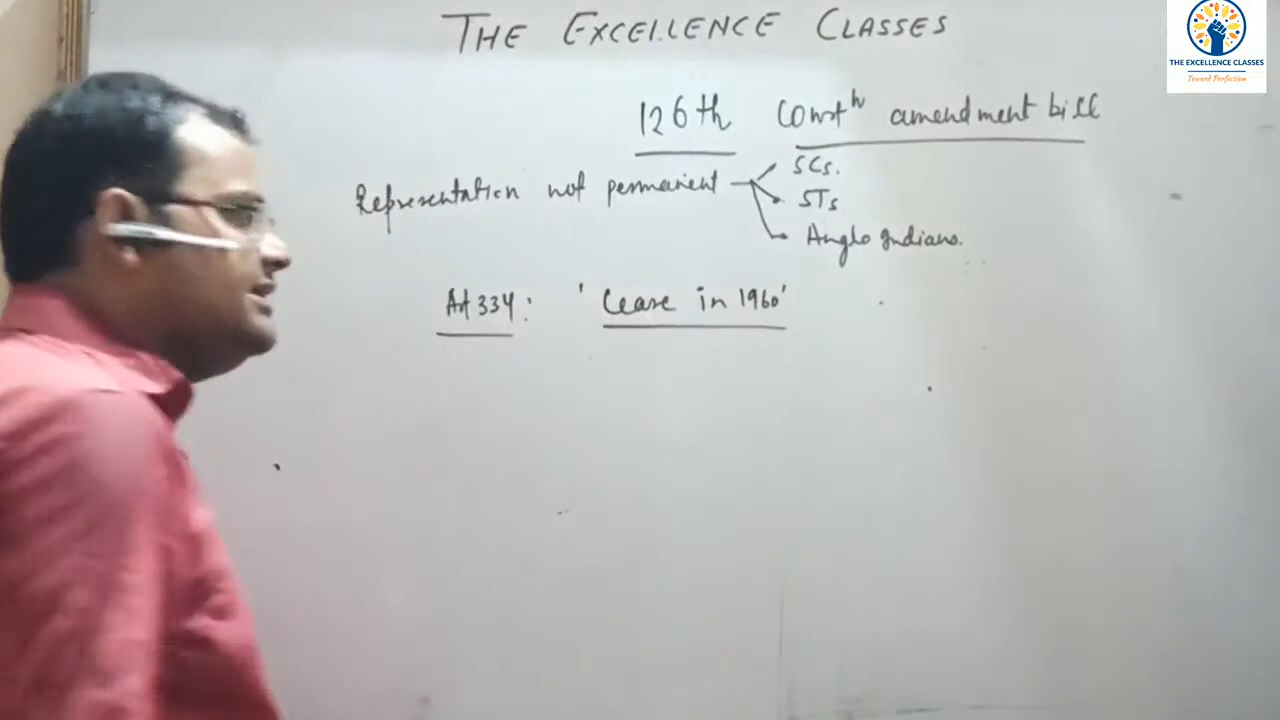 THE EXCELLENCE CLASSES
THE EXCELLENCE CLASSES
Toward Perfection
126th Constn amendment bill
Representation not permanent
SCs.
STs
Anglo Indians.
Art 334: 'Cease in 1960'